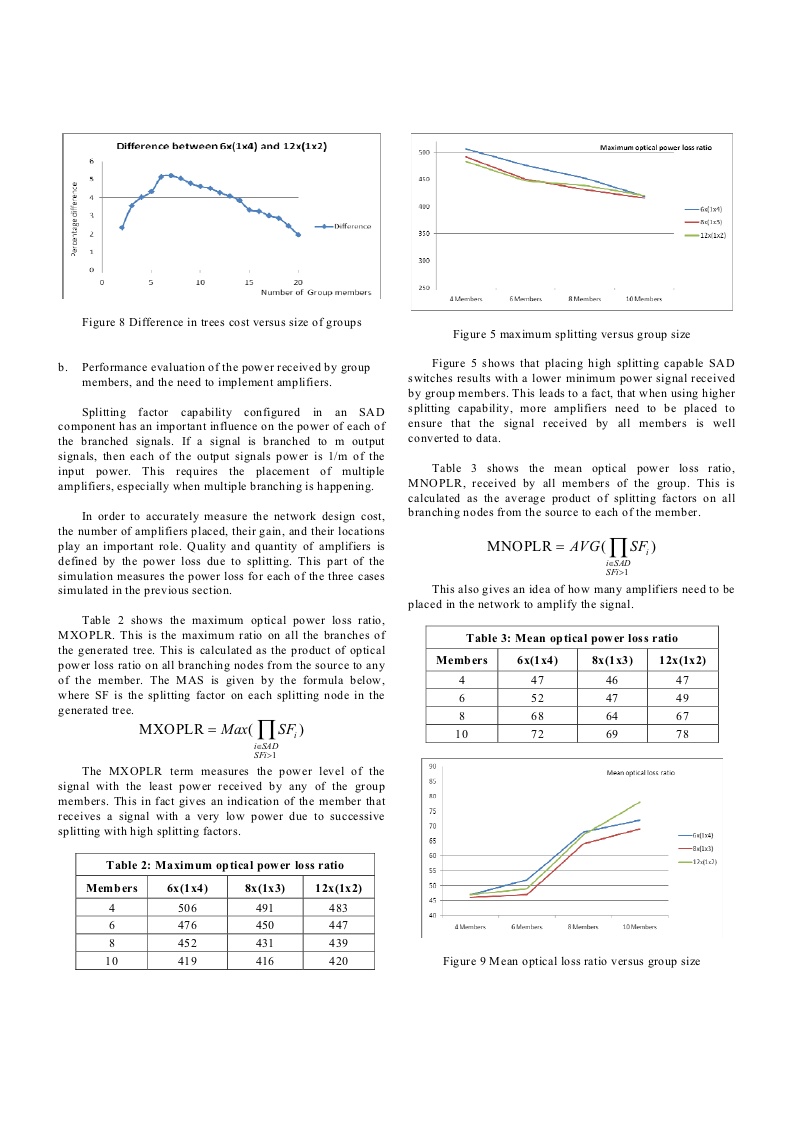 Difference between 6x(1x4) and 12x(1x2)
6
5
4
3
2
1
0
Percentage difference
0 5 10 15 20
Number of Group members
Difference
Figure 8 Difference in trees cost versus size of groups
b. Performance evaluation of the power received by group
members, and the need to implement amplifiers.
Splitting factor capability configured in an SAD
component has an important influence on the power of each of
the branched signals. If a signal is branched to m output
signals, then each of the output signals power is 1/m of the
input power. This requires the placement of multiple
amplifiers, especially when multiple branching is happening.
In order to accurately measure the network design cost,
the number of amplifiers placed, their gain, and their locations
play an important role. Quality and quantity of amplifiers is
defined by the power loss due to splitting. This part of the
simulation measures the power loss for each of the three cases
simulated in the previous section.
Table 2 shows the maximum optical power loss ratio,
MXOPLR. This is the maximum ratio on all the branches of
the generated tree. This is calculated as the product of optical
power loss ratio on all branching nodes from the source to any
of the member. The MAS is given by the formula below,
where SF is the splitting factor on each splitting node in the
generated tree.
MXOPLR = Max( ∏ SFi )
i∈SAD
SFi>1
The MXOPLR term measures the power level of the
signal with the least power received by any of the group
members. This in fact gives an indication of the member that
receives a signal with a very low power due to successive
splitting with high splitting factors.
Table 2: Maximum optical power loss ratio
Members 6x(1x4) 8x(1x3) 12x(1x2)
4 506 491 483
6 476 450 447
8 452 431 439
10 419 416 420
Maximum optical power loss ratio
500
450
400
350
300
250
4 Members 6 Members 8 Members 10 Members
6x(1x4)
8x(1x3)
12x(1x2)
Figure 5 maximum splitting versus group size
Figure 5 shows that placing high splitting capable SAD
switches results with a lower minimum power signal received
by group members. This leads to a fact, that when using higher
splitting capability, more amplifiers need to be placed to
ensure that the signal received by all members is well
converted to data.
Table 3 shows the mean optical power loss ratio,
MNOPLR, received by all members of the group. This is
calculated as the average product of splitting factors on all
branching nodes from the source to each of the member.
MNOPLR = AVG( ∏ SFi )
i∈SAD
SFi>1
This also gives an idea of how many amplifiers need to be
placed in the network to amplify the signal.
Table 3: Mean optical power loss ratio
Members 6x(1x4) 8x(1x3) 12x(1x2)
4 47 46 47
6 52 47 49
8 68 64 67
10 72 69 78
Mean optical loss ratio
90
85
80
75
70
65
60
55
50
45
40
4 Members 6 Members 8 Members 10 Members
6x(1x4)
8x(1x3)
12x(1x2)
Figure 9 Mean optical loss ratio versus group size